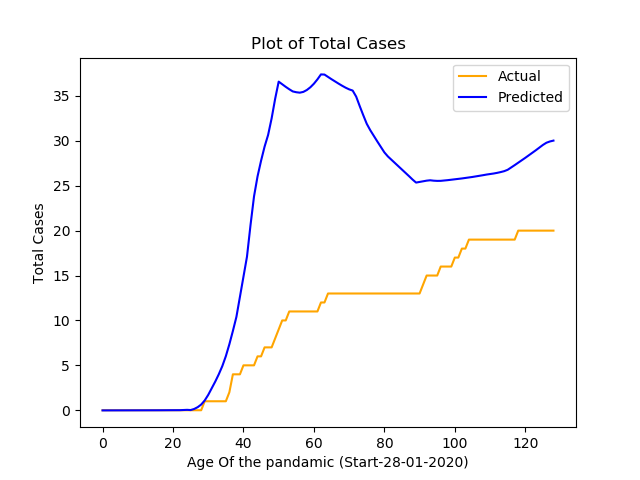 Plot of Total Cases
Actual
Predicted
35
30
25
20
15
10
5
0
Total Cases
0 20 40 60 80 100 120
Age Of the pandamic (Start-28-01-2020)